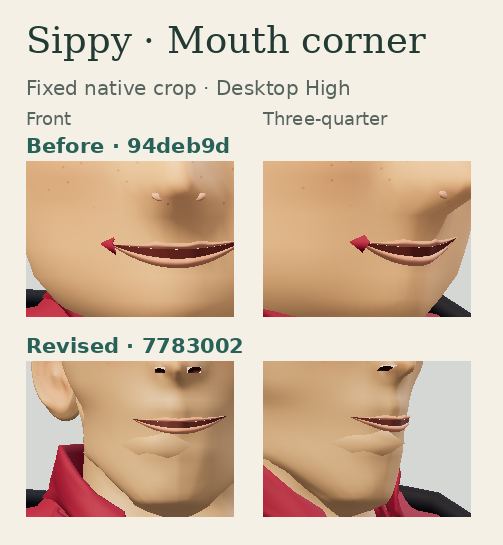 Sippy · Mouth corner
Fixed native crop · Desktop High
Front
Three-quarter
Before · 94deb9d
Revised · 7783002